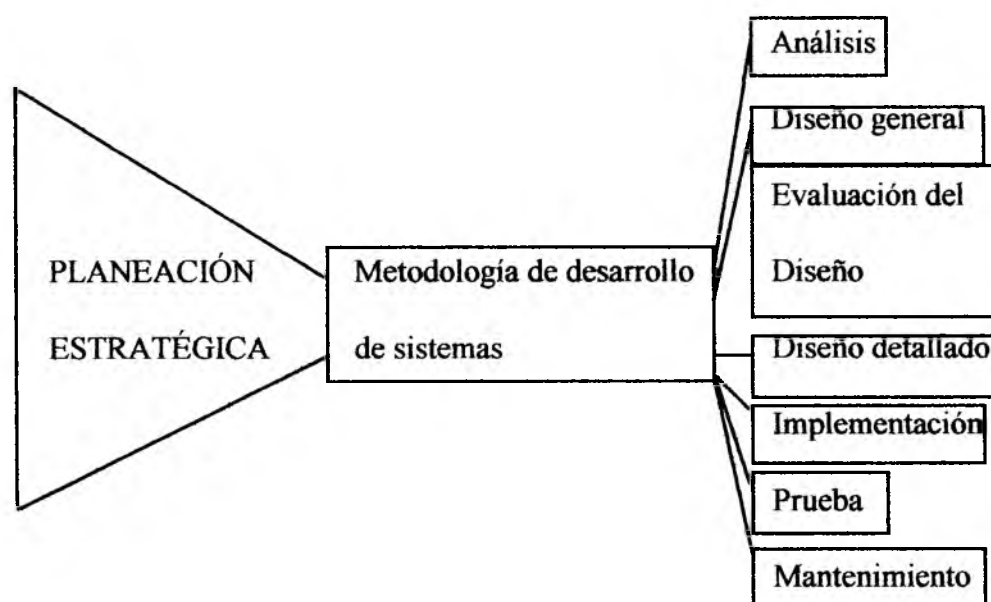 PLANEACIÓN
ESTRATÉGICA
Metodología de desarrollo
de sistemas
Análisis
Diseño general
Evaluación del
Diseño
Diseño detallado
Implementación
Prueba
Mantenimiento